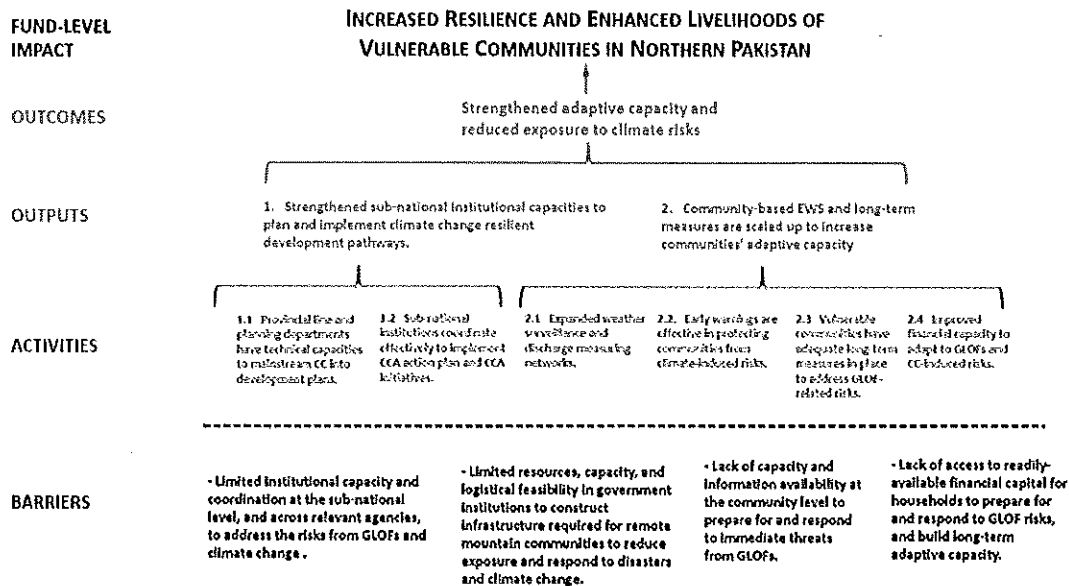 FUND-LEVEL
IMPACT
INCREASED RESILIENCE AND ENHANCED LIVELIHOODS OF
VULNERABLE COMMUNITIES IN NORTHERN PAKISTAN
OUTCOMES
Strengthened adaptive capacity and
reduced exposure to climate risks
OUTPUTS
1. Strengthened sub-national institutional capacities to
plan and implement climate change resilient
development pathways.
2. Community-based EWS and long-term
measures are scaled up to increase
communities' adaptive capacity
ACTIVITIES
1.1 Provincial line and
planning departments
have technical capacities
to mainstream CC into
development plans.
1.2 Sub-national
institutions coordinate
effectively to implement
CCA action plan and CCA
initiatives.
2.1 Expanded weather
surveillance and
discharge measuring
networks.
2.2. Early warnings are
effective in protecting
communities from
climate-induced risks.
2.3 Vulnerable
communities have
adequate long-term
measures in place
to address GLOF-
related risks.
2.4 Improved
financial capacity to
adapt to GLOFs and
CC-induced risks.
BARRIERS
- Limited institutional capacity and
coordination at the sub-national
level, and across relevant agencies,
to address the risks from GLOFs and
climate change .
- Limited resources, capacity, and
logistical feasibility in government
institutions to construct
infrastructure required for remote
mountain communities to reduce
exposure and respond to disasters
and climate change.
- Lack of capacity and
information availability at
the community level to
prepare for and respond
to immediate threats
from GLOFs.
- Lack of access to readily-
available financial capital for
households to prepare for
and respond to GLOF risks,
and build long-term
adaptive capacity.